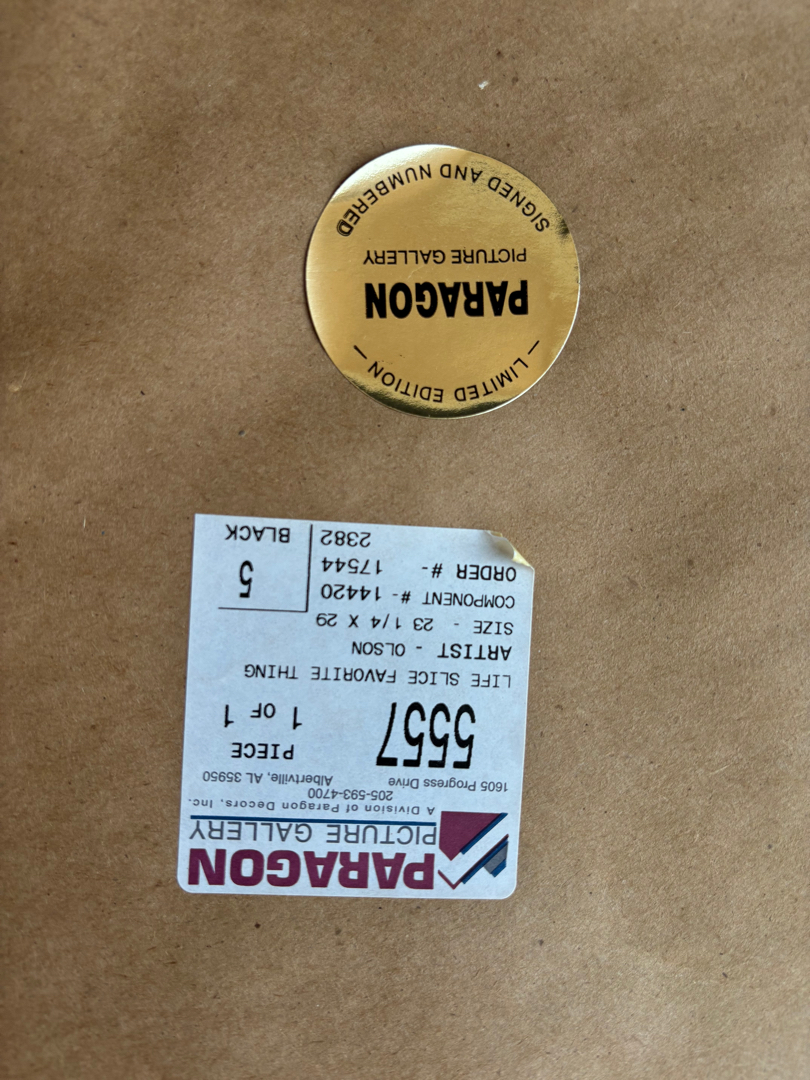 PARAGON
PICTURE GALLERY
A Division of Paragon Decors, Inc.
205-593-4700
1605 Progress Drive Albertville, AL 35950
5557 PIECE 1 OF 1
LIFE SLICE FAVORITE THING
ARTIST - OLSON
SIZE - 23 1/4 X 29
COMPONENT #- 14420
ORDER #- 17544
2382
5
BLACK
— LIMITED EDITION —
PARAGON
PICTURE GALLERY
SIGNED AND NUMBERED